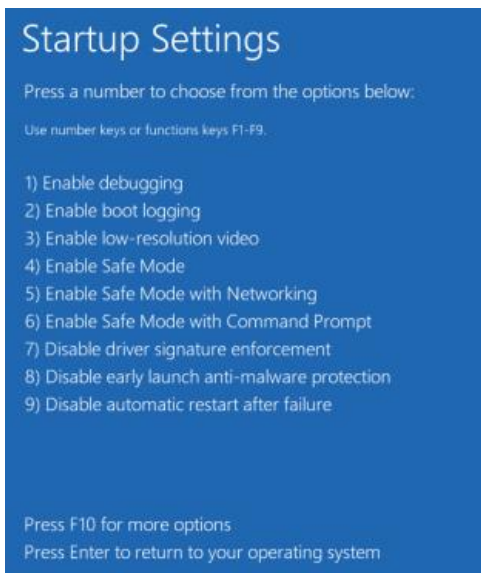 Startup Settings
Press a number to choose from the options below:
Use number keys or functions keys F1-F9.
1) Enable debugging
2) Enable boot logging
3) Enable low-resolution video
4) Enable Safe Mode
5) Enable Safe Mode with Networking
6) Enable Safe Mode with Command Prompt
7) Disable driver signature enforcement
8) Disable early launch anti-malware protection
9) Disable automatic restart after failure
Press F10 for more options
Press Enter to return to your operating system